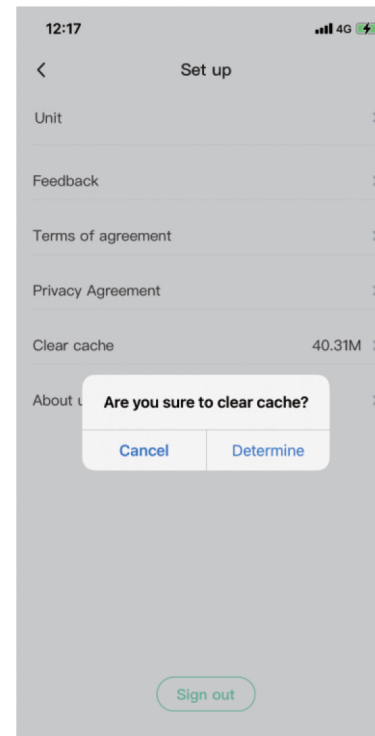 12:17 4G
Set up
Unit
Feedback
Terms of agreement
Privacy Agreement
Clear cache 40.31M
About u
Are you sure to clear cache?
Cancel Determine
Sign out